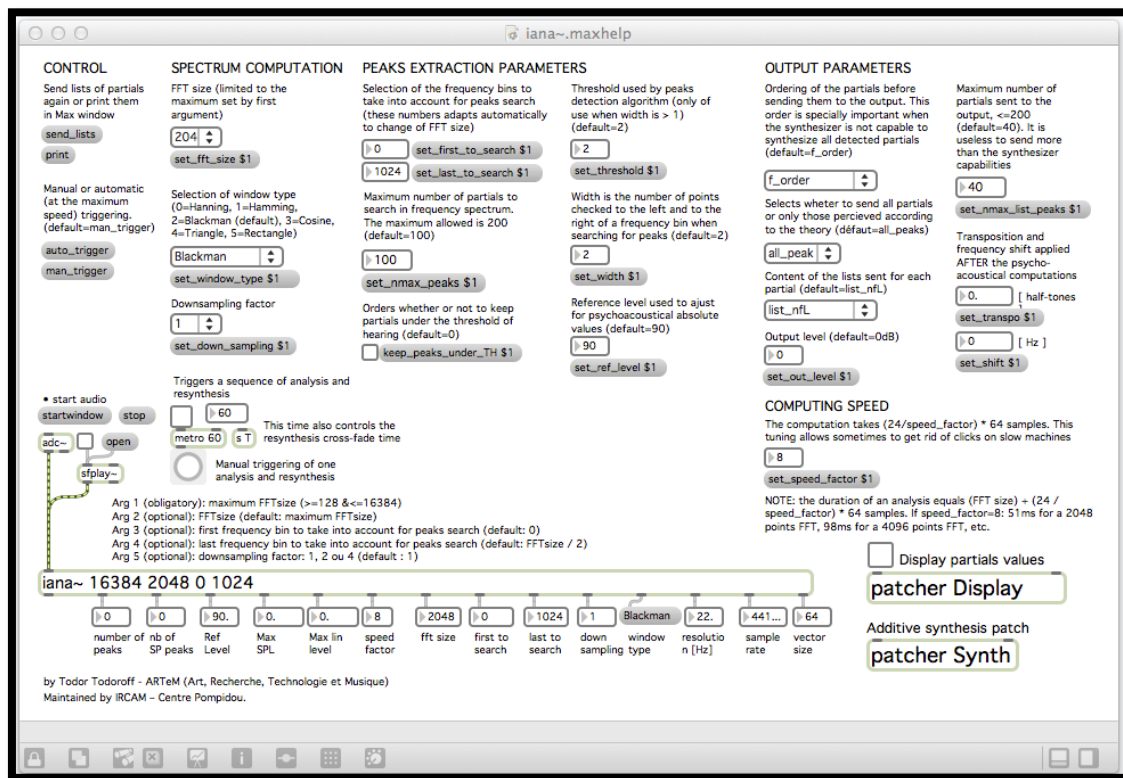 iana~.maxhelp
CONTROL
Send lists of partials
again or print them
in Max window
send_lists
print
Manual or automatic
(at the maximum
speed) triggering.
(default=man_trigger)
auto_trigger
man_trigger
SPECTRUM COMPUTATION
FFT size (limited to the
maximum set by first
argument)
204
set_fft_size $1
Selection of window type
(0=Hanning, 1=Hamming,
2=Blackman (default), 3=Cosine,
4=Triangle, 5=Rectangle)
Blackman
set_window_type $1
Downsampling factor
1
set_down_sampling $1
PEAKS EXTRACTION PARAMETERS
Selection of the frequency bins to
take into account for peaks search
(these numbers adapts automatically
to change of FFT size)
0 set_first_to_search $1
1024 set_last_to_search $1
Maximum number of partials to
search in frequency spectrum.
The maximum allowed is 200
(default=100)
100
set_nmax_peaks $1
Orders whether or not to keep
partials under the threshold of
hearing (default=0)
keep_peaks_under_TH $1
Threshold used by peaks
detection algorithm (only of
use when width is > 1)
(default=2)
2
set_threshold $1
Width is the number of points
checked to the left and to the
right of a frequency bin when
searching for peaks (default=2)
2
set_width $1
Reference level used to ajust
for psychoacoustical absolute
values (default=90)
90
set_ref_level $1
OUTPUT PARAMETERS
Ordering of the partials before
sending them to the output. This
order is specially important when
the synthesizer is not capable to
synthesize all detected partials
(default=f_order)
f_order
Selects wheter to send all partials
or only those percieved according
to the theory (défaut=all_peaks)
all_peak
Content of the lists sent for each
partial (default=list_nfL)
list_nfL
Output level (default=0dB)
0
set_out_level $1
Maximum number of
partials sent to the
output, <=200
(default=40). It is
useless to send more
than the synthesizer
capabilities
40
set_nmax_list_peaks $1
Transposition and
frequency shift applied
AFTER the psycho-
acoustical computations
0. [ half-tones
]
set_transpo $1
0 [ Hz ]
set_shift $1
COMPUTING SPEED
The computation takes (24/speed_factor) * 64 samples. This
tuning allows sometimes to get rid of clicks on slow machines
8
set_speed_factor $1
NOTE: the duration of an analysis equals (FFT size) + (24 /
speed_factor) * 64 samples. If speed_factor=8: 51ms for a 2048
points FFT, 98ms for a 4096 points FFT, etc.
Triggers a sequence of analysis and
resynthesis
60
metro 60 s T
This time also controls the
resynthesis cross-fade time
Manual triggering of one
analysis and resynthesis
• start audio
startwindow stop
adc~ open
sfplay~
Arg 1 (obligatory): maximum FFTsize (>=128 &<=16384)
Arg 2 (optional): FFTsize (default: maximum FFTsize)
Arg 3 (optional): first frequency bin to take into account for peaks search (default: 0)
Arg 4 (optional): last frequency bin to take into account for peaks search (default: FFTsize / 2)
Arg 5 (optional): downsampling factor: 1, 2 ou 4 (default : 1)
iana~ 16384 2048 0 1024
0 0 90. 0. 0. 8 2048 0 1024 1 Blackman 22. 441... 64
number of nb of Ref Max Max lin speed fft size first to last to down window resolutio sample vector
peaks SP peaks Level SPL level factor search search sampling type n [Hz] rate size
Display partials values
patcher Display
Additive synthesis patch
patcher Synth
by Todor Todoroff - ARTeM (Art, Recherche, Technologie et Musique)
Maintained by IRCAM – Centre Pompidou.